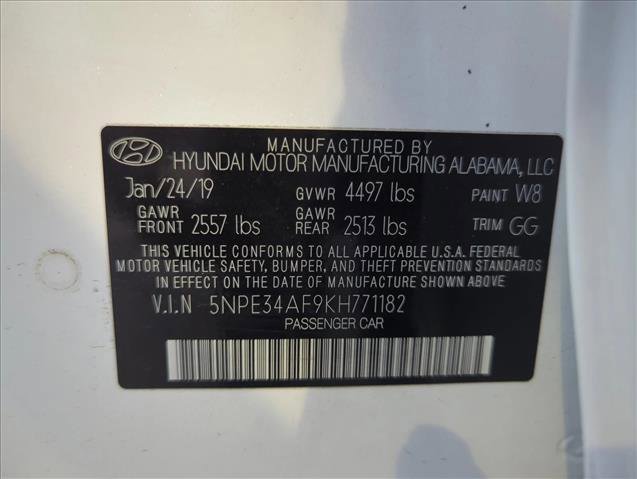 MANUFACTURED BY
HYUNDAI MOTOR MANUFACTURING ALABAMA, LLC
Jan/24/19 GVWR 4497 lbs PAINT W8
GAWR FRONT 2557 lbs GAWR REAR 2513 lbs TRIM GG
THIS VEHICLE CONFORMS TO ALL APPLICABLE U.S.A. FEDERAL
MOTOR VEHICLE SAFETY, BUMPER, AND THEFT PREVENTION STANDARDS
IN EFFECT ON THE DATE OF MANUFACTURE SHOWN ABOVE
V.I.N 5NPE34AF9KH771182
PASSENGER CAR